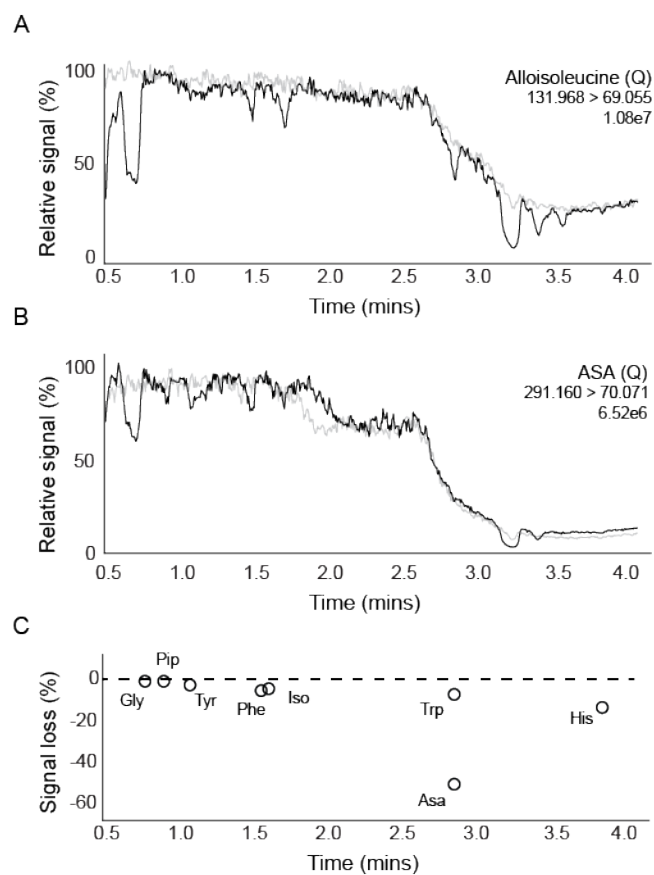 A
Relative signal (%)
100
50
0
Alloisoleucine (Q)
131.968 > 69.055
1.08e7
0.5 1.0 1.5 2.0 2.5 3.0 3.5 4.0
Time (mins)
B
Relative signal (%)
100
50
0
ASA (Q)
291.160 > 70.071
6.52e6
0.5 1.0 1.5 2.0 2.5 3.0 3.5 4.0
Time (mins)
C
Signal loss (%)
0
-20
-40
-60
Pip
Gly Tyr Phe Iso Trp His
Asa
0.5 1.0 1.5 2.0 2.5 3.0 3.5 4.0
Time (mins)